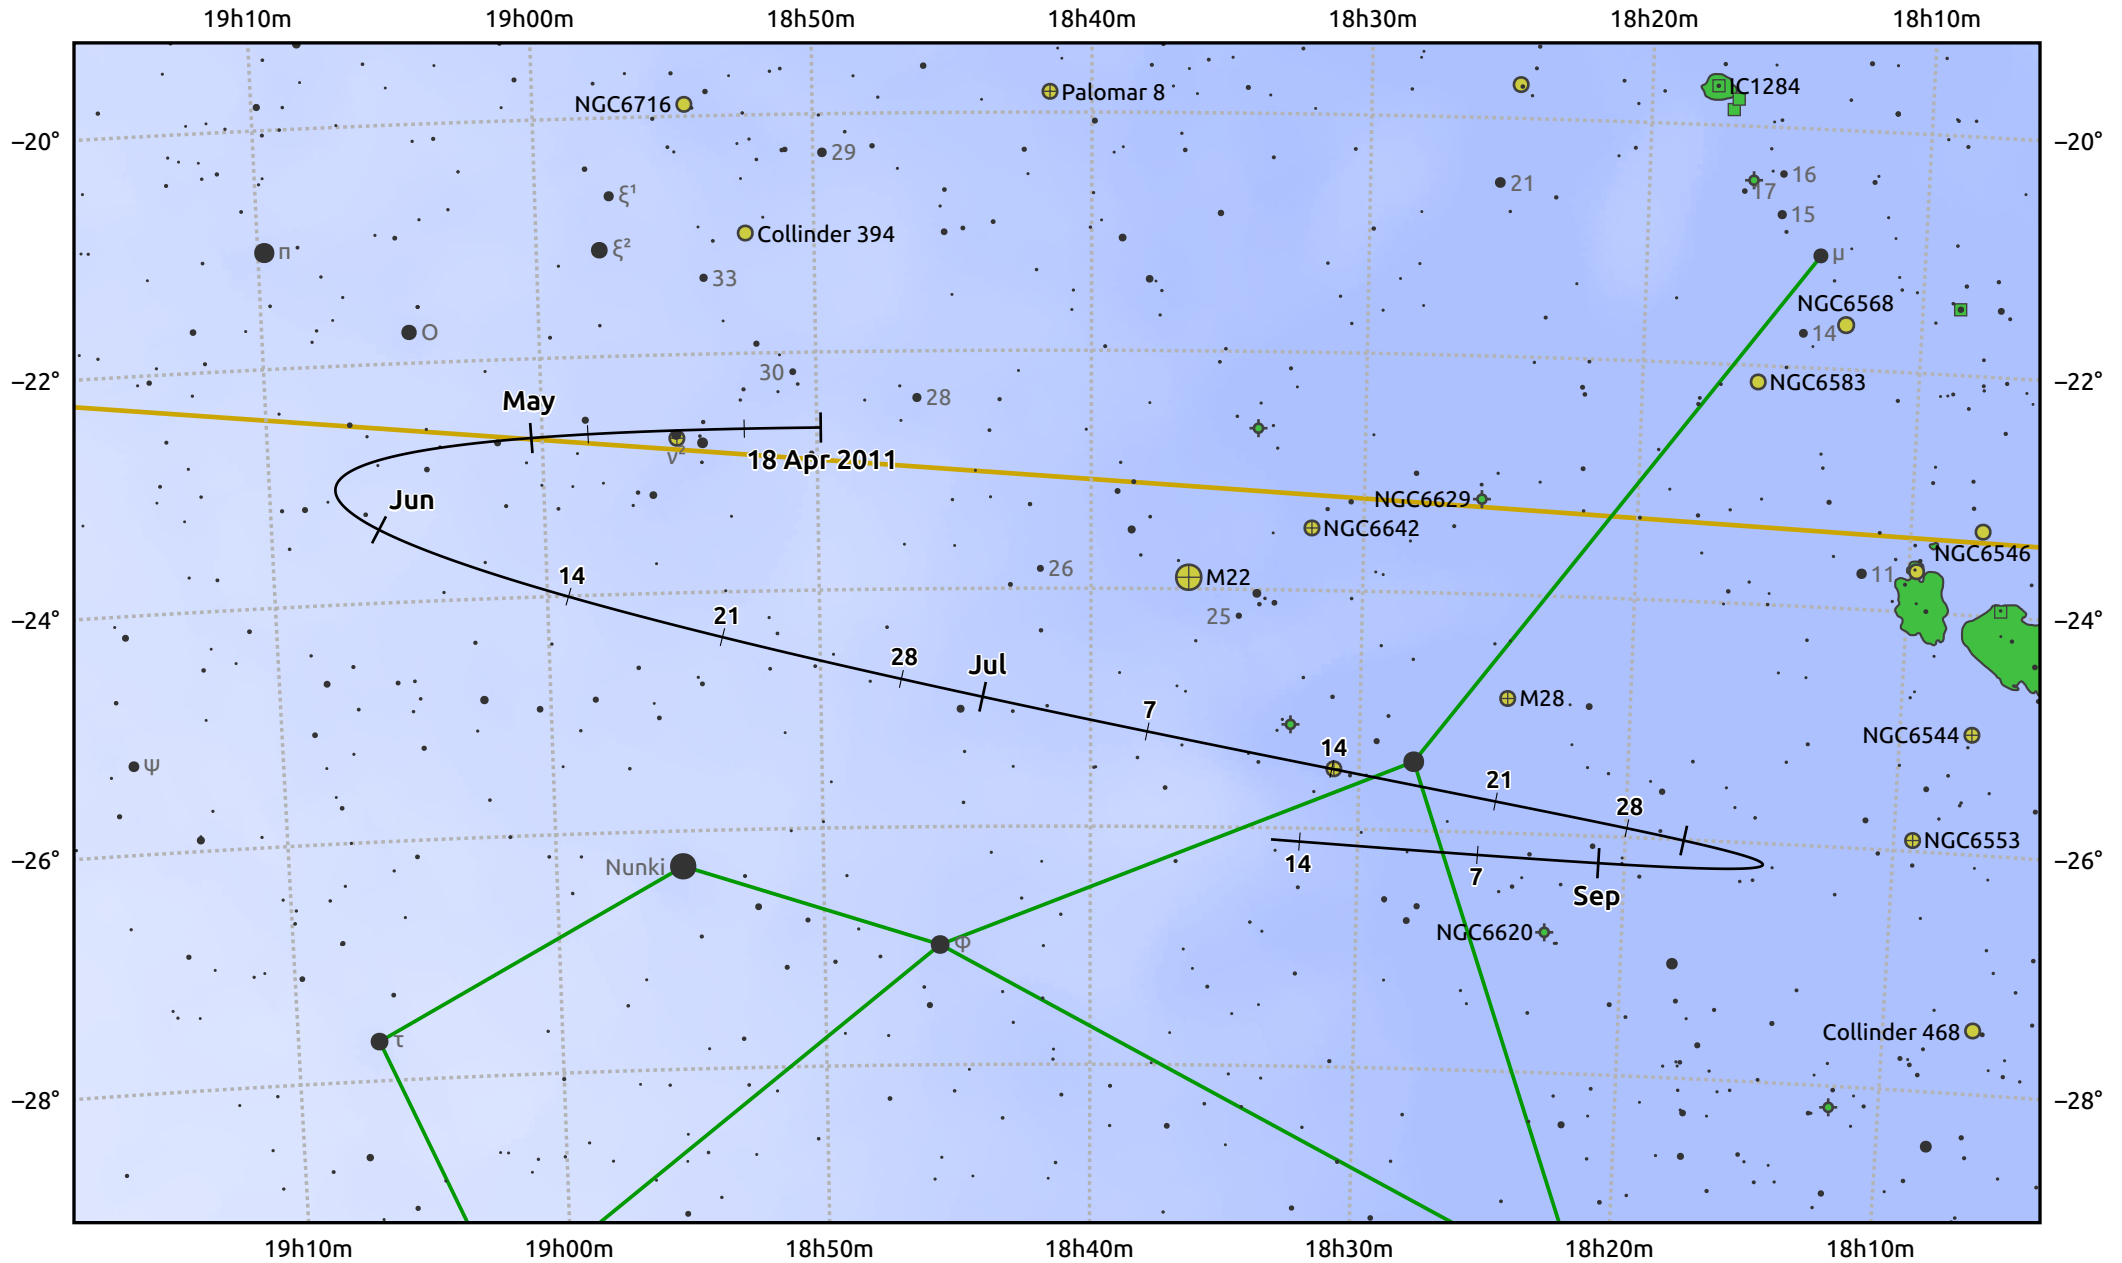 19h10m 19h00m 18h50m 18h40m 18h30m 18h20m 18h10m
NGC6716
Palomar 8
IC1284
−20°
−20°
29
21
16
17
15
ξ¹
Collinder 394
π
ξ²
μ
33
NGC6568
ο
14
30
NGC6583
−22°
−22°
28
May
ν²
18 Apr 2011
Jun
NGC6629
NGC6642
NGC6546
26
M22
11
14
25
21
−24°
−24°
28
Jul
M28
7
NGC6544
14
ψ
21
28
NGC6553
−26°
−26°
Nunki
14
7
Sep
NGC6620
φ
Collinder 468
τ
−28°
−28°
19h10m 19h00m 18h50m 18h40m 18h30m 18h20m 18h10m